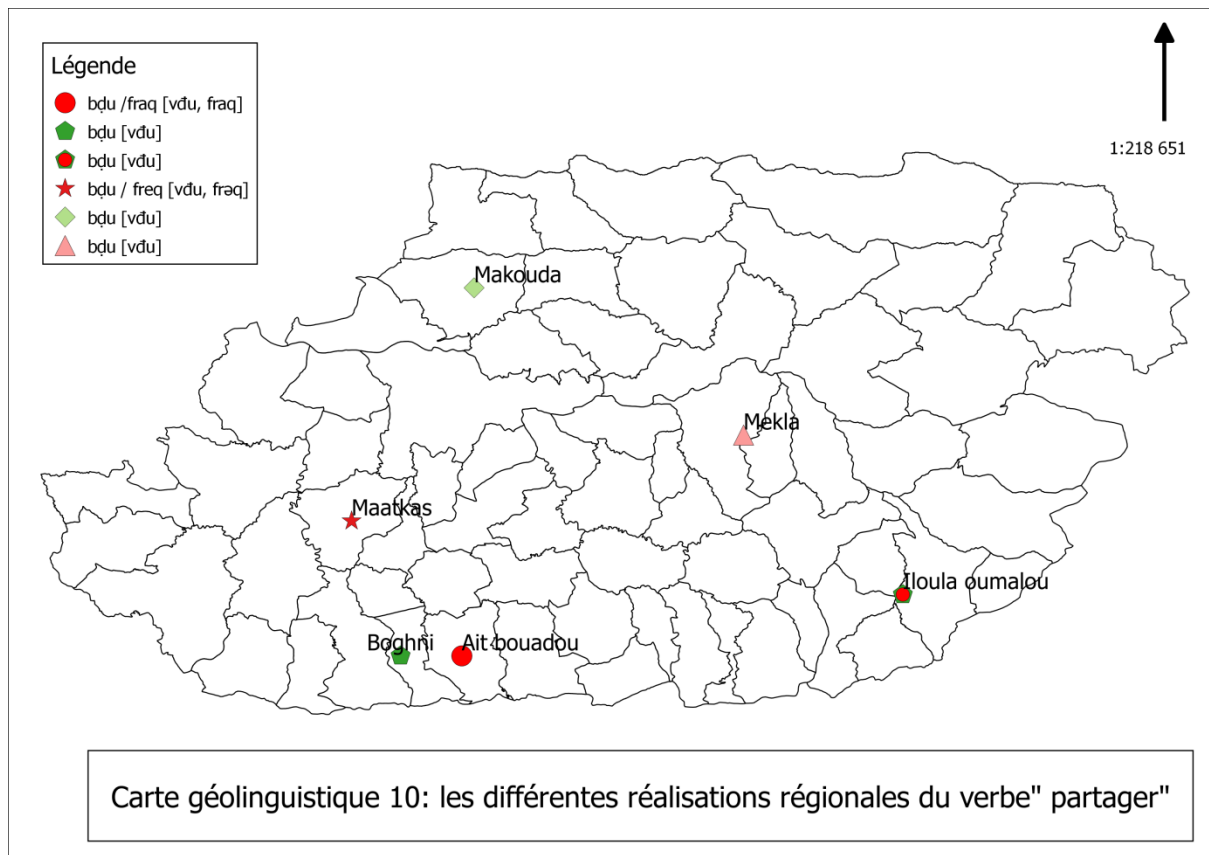 Légende
bḍu /fraq [vđu, fraq]
bḍu [vđu]
bḍu [vđu]
bḍu / freq [vđu, frəq]
bḍu [vđu]
bḍu [vđu]
1:218 651
Makouda
Mekla
Maatkas
Iloula oumalou
Boghni
Ait bouadou
Carte géolinguistique 10: les différentes réalisations régionales du verbe" partager"